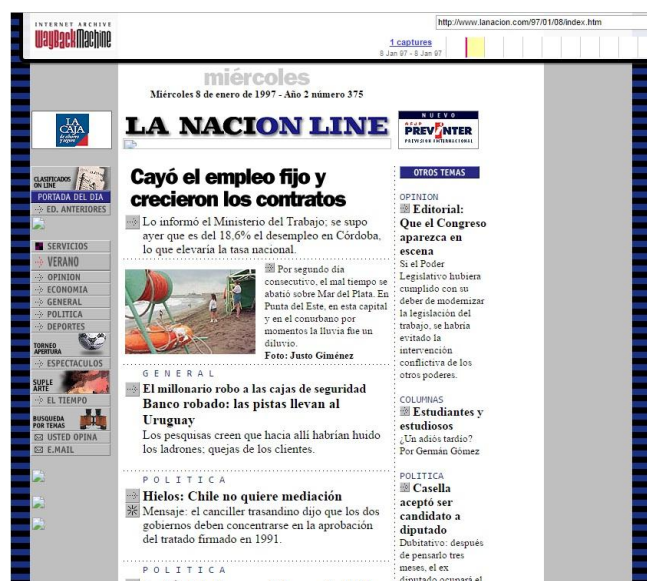 INTERNET ARCHIVE
WayBackMachine
http://www.lanacion.com/97/01/08/index.htm
1 captures
8 Jan 97 - 8 Jan 97
miércoles
Miércoles 8 de enero de 1997 - Año 2 número 375
LA CAJA
de ahorro y seguro
LA NACION LINE
NUEVO
PREVINTER
PREVISION INTERNACIONAL
CLASIFICADOS
ON LINE
PORTADA DEL DIA
ED. ANTERIORES
SERVICIOS
VERANO
OPINION
ECONOMIA
GENERAL
POLITICA
DEPORTES
TORNEO
APERTURA
ESPECTACULOS
SUPLE
ARTE
EL TIEMPO
BUSQUEDA
POR TEMAS
USTED OPINA
E.MAIL
Cayó el empleo fijo y
crecieron los contratos
Lo informó el Ministerio del Trabajo; se supo
ayer que es del 18,6% el desempleo en Córdoba,
lo que elevaría la tasa nacional.
Por segundo día
consecutivo, el mal tiempo se
abatió sobre Mar del Plata. En
Punta del Este, en esta capital
y en el conurbano por
momentos la lluvia fue un
diluvio.
Foto: Justo Giménez
GENERAL
El millonario robo a las cajas de seguridad
Banco robado: las pistas llevan al
Uruguay
Los pesquisas creen que hacia allí habrían huido
los ladrones; quejas de los clientes.
POLITICA
Hielos: Chile no quiere mediación
Mensaje: el canciller trasandino dijo que los dos
gobiernos deben concentrarse en la aprobación
del tratado firmado en 1991.
POLITICA
OTROS TEMAS
OPINION
Editorial:
Que el Congreso
aparezca en
escena
Si el Poder
Legislativo hubiera
cumplido con su
deber de modernizar
la legislación del
trabajo, se habría
evitado la
intervención
conflictiva de los
otros poderes.
COLUMNAS
Estudiantes y
estudiosos
¿Un adiós tardío?
Por Germán Gómez
POLITICA
Casella
aceptó ser
candidato a
diputado
Dubitativo: después
de pensarlo tres
meses, el ex
diputado ocupará el